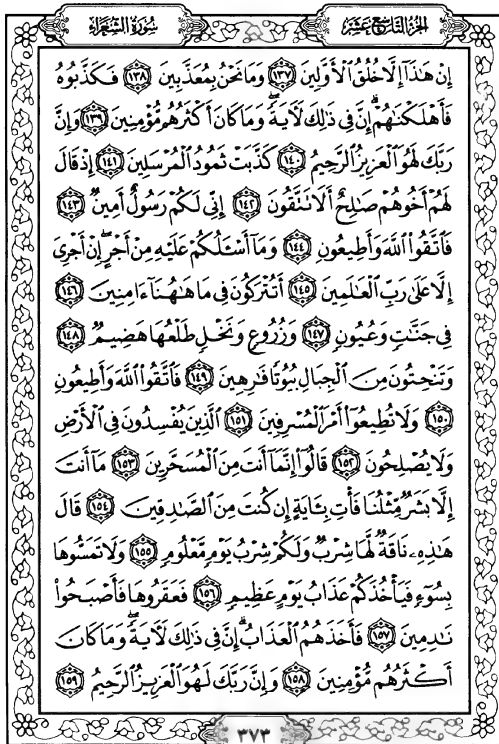 الجزء التاسع عشر
سورة الشعراء
إِنْ هَٰذَآ إِلَّا خُلُقُ ٱلْأَوَّلِينَ ١٣٧ وَمَا نَحْنُ بِمُعَذَّبِينَ ١٣٨ فَكَذَّبُوهُ
فَأَهْلَكْنَٰهُمْ ۗ إِنَّ فِى ذَٰلِكَ لَءَايَةً ۖ وَمَا كَانَ أَكْثَرُهُم مُّؤْمِنِينَ ١٣٩ وَإِنَّ
رَبَّكَ لَهُوَ ٱلْعَزِيزُ ٱلرَّحِيمُ ١٤٠ كَذَّبَتْ ثَمُودُ ٱلْمُرْسَلِينَ ١٤١ إِذْ قَالَ
لَهُمْ أَخُوهُمْ صَٰلِحٌ أَلَا تَتَّقُونَ ١٤٢ إِنِّى لَكُمْ رَسُولٌ أَمِينٌ ١٤٣
فَٱتَّقُوا۟ ٱللَّهَ وَأَطِيعُونِ ١٤٤ وَمَآ أَسْـَٔلُكُمْ عَلَيْهِ مِنْ أَجْرٍ ۖ إِنْ أَجْرِىَ
إِلَّا عَلَىٰ رَبِّ ٱلْعَٰلَمِينَ ١٤٥ أَتُتْرَكُونَ فِى مَا هَٰهُنَآ ءَامِنِينَ ١٤٦
فِى جَنَّٰتٍ وَعُيُونٍ ١٤٧ وَزُرُوعٍ وَنَخْلٍ طَلْعُهَا هَضِيمٌ ١٤٨
وَتَنْحِتُونَ مِنَ ٱلْجِبَالِ بُيُوتًا فَٰرِهِينَ ١٤٩ فَٱتَّقُوا۟ ٱللَّهَ وَأَطِيعُونِ
١٥٠ وَلَا تُطِيعُوٓا۟ أَمْرَ ٱلْمُسْرِفِينَ ١٥١ ٱلَّذِينَ يُفْسِدُونَ فِى ٱلْأَرْضِ
وَلَا يُصْلِحُونَ ١٥٢ قَالُوٓا۟ إِنَّمَآ أَنتَ مِنَ ٱلْمُسَحَّرِينَ ١٥٣ مَآ أَنتَ
إِلَّا بَشَرٌ مِّثْلُنَا فَأْتِ بِـَٔايَةٍ إِن كُنتَ مِنَ ٱلصَّٰدِقِينَ ١٥٤ قَالَ
هَٰذِهِۦ نَاقَةٌ لَّهَا شِرْبٌ وَلَكُمْ شِرْبُ يَوْمٍ مَّعْلُومٍ ١٥٥ وَلَا تَمَسُّوهَا
بِسُوٓءٍ فَيَأْخُذَكُمْ عَذَابُ يَوْمٍ عَظِيمٍ ١٥٦ فَعَقَرُوهَا فَأَصْبَحُوا۟
نَٰدِمِينَ ١٥٧ فَأَخَذَهُمُ ٱلْعَذَابُ ۗ إِنَّ فِى ذَٰلِكَ لَءَايَةً ۖ وَمَا كَانَ
أَكْثَرُهُم مُّؤْمِنِينَ ١٥٨ وَإِنَّ رَبَّكَ لَهُوَ ٱلْعَزِيزُ ٱلرَّحِيمُ ١٥٩
٣٧٣